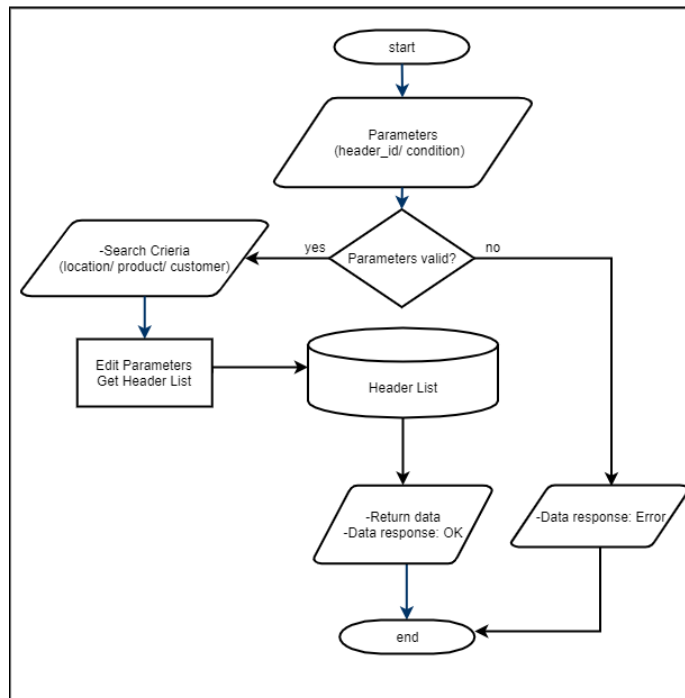 start
Parameters
(header_id/ condition)
Parameters valid?
yes
no
-Search Crieria
(location/ product/ customer)
Edit Parameters
Get Header List
Header List
-Return data
-Data response: OK
-Data response: Error
end